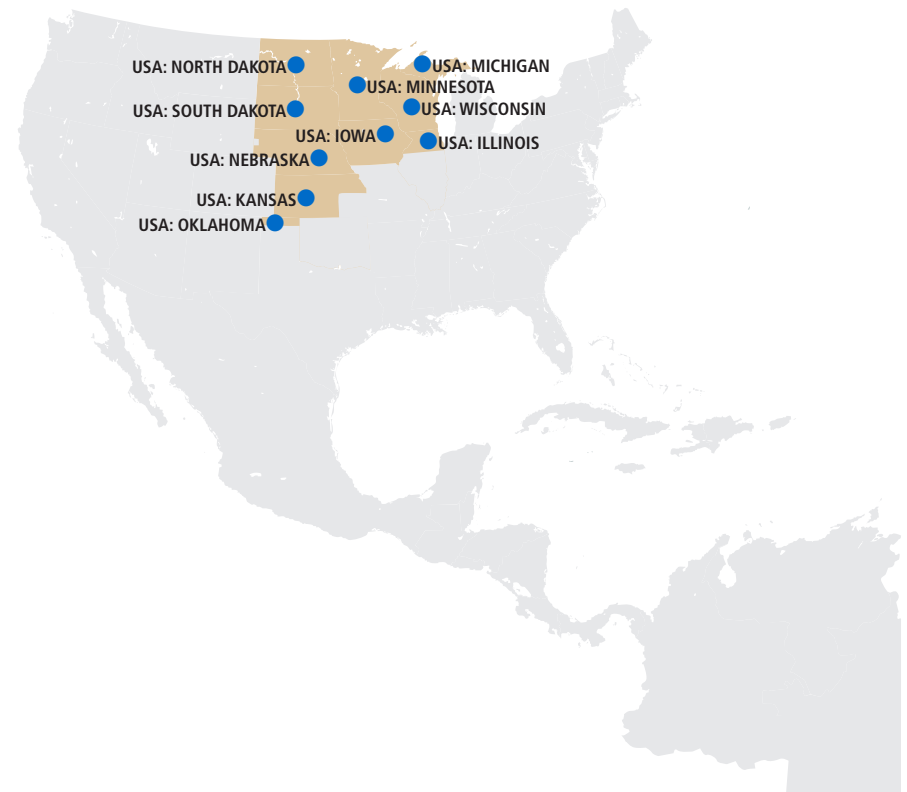 USA: NORTH DAKOTA
USA: MICHIGAN
USA: MINNESOTA
USA: SOUTH DAKOTA
USA: WISCONSIN
USA: IOWA
USA: ILLINOIS
USA: NEBRASKA
USA: KANSAS
USA: OKLAHOMA